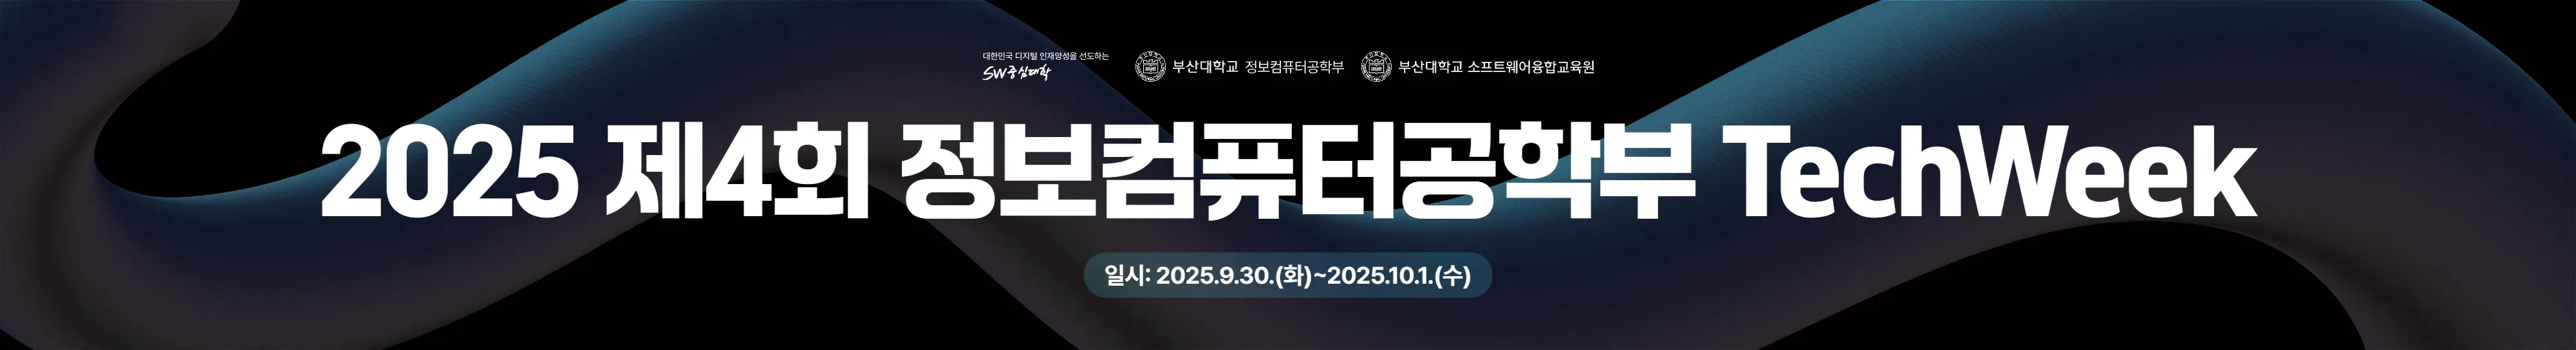 대한민국 디지털 인재양성을 선도하는
SW중심대학
부산대학교 정보컴퓨터공학부
부산대학교 소프트웨어융합교육원
2025 제4회 정보컴퓨터공학부 TechWeek
일시: 2025.9.30.(화)~2025.10.1.(수)